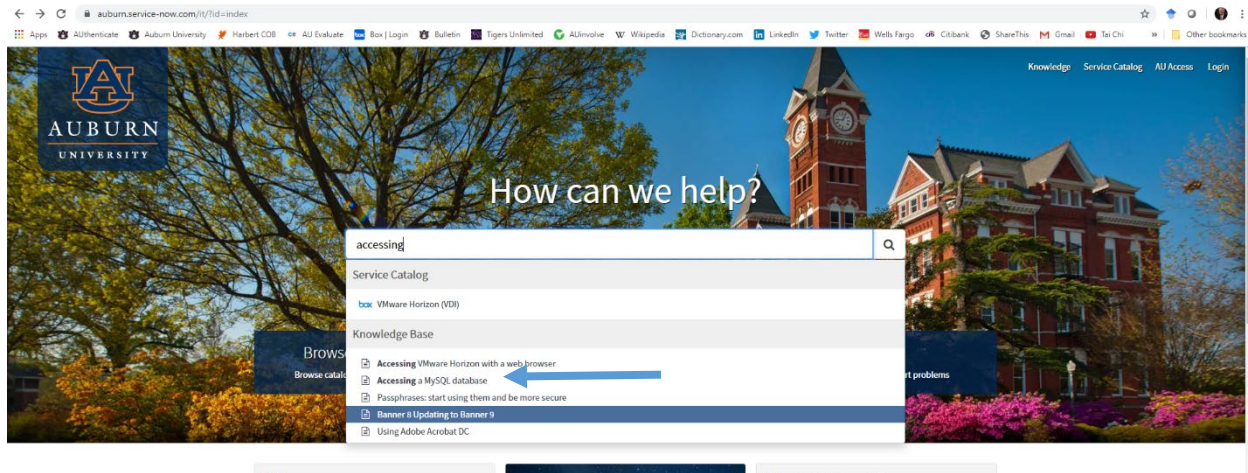 auburn.service-now.com/it/?id=index
Apps AUthenticate Auburn University Harbert COB AU Evaluate Box | Login Bulletin Tigers Unlimited AUinvolve Wikipedia Dictionary.com LinkedIn Twitter Wells Fargo Citibank ShareThis Gmail Tai Chi » Other bookmarks
Knowledge Service Catalog AU Access Login
AUBURN
UNIVERSITY
How can we help?
accessing
Service Catalog
box VMware Horizon (VDI)
Knowledge Base
Accessing VMware Horizon with a web browser
Accessing a MySQL database
Passphrases: start using them and be more secure
Banner 8 Updating to Banner 9
Using Adobe Acrobat DC
Brows
Browse catalo
rt problems